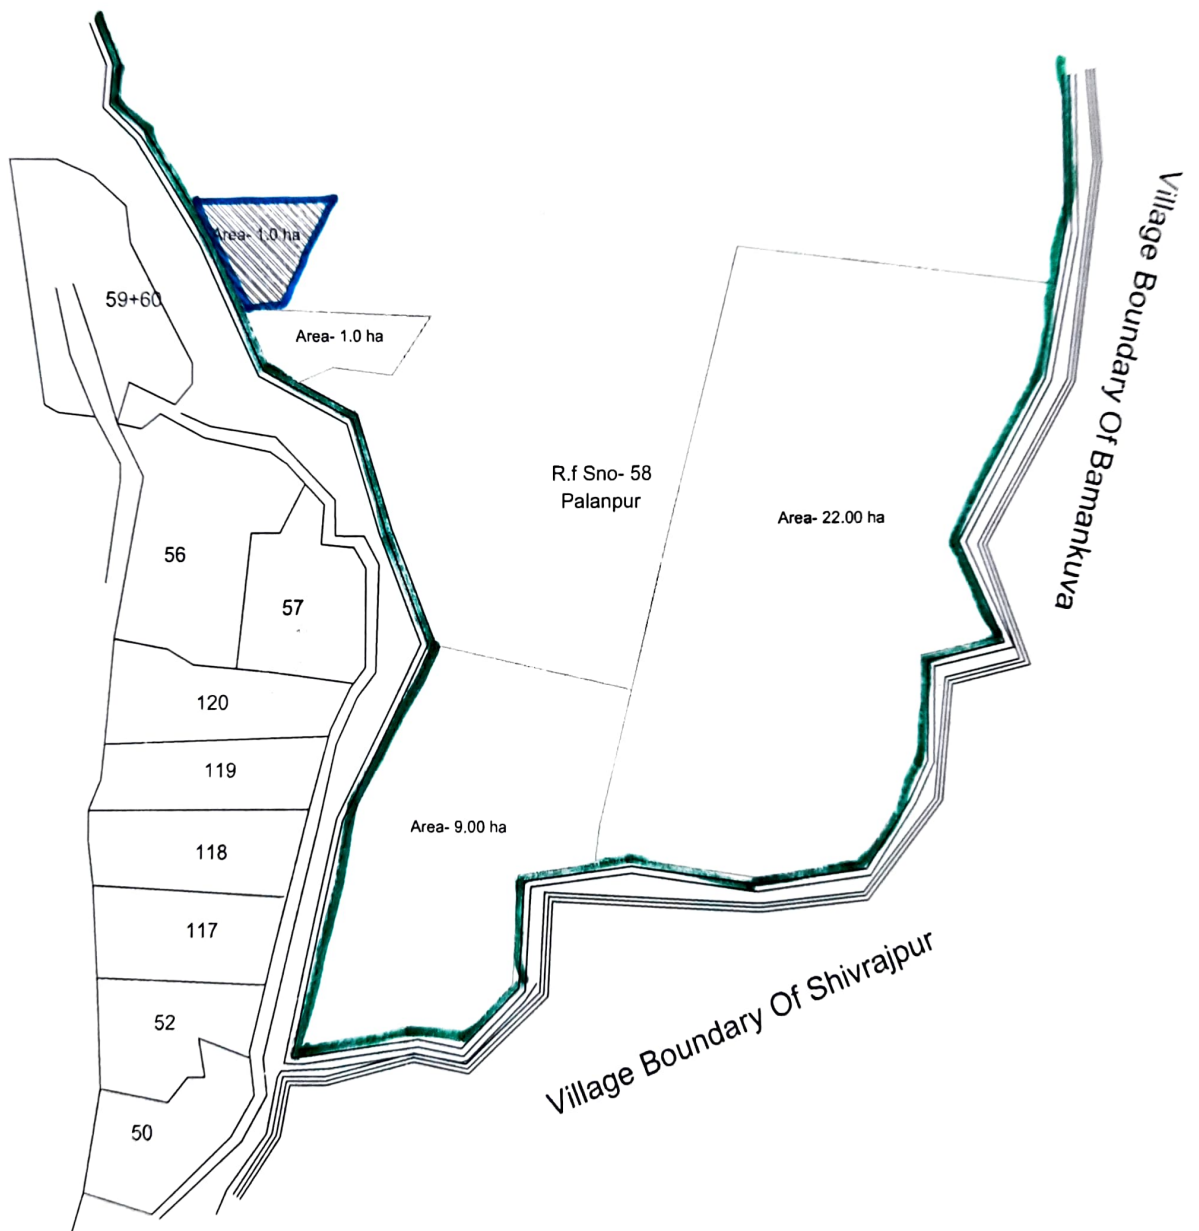 Area- 1.0 ha
59+60
Area- 1.0 ha
Village Boundary Of Bamankuva
R.f Sno- 58
Palanpur
Area- 22.00 ha
56
57
120
119
Area- 9.00 ha
118
117
Village Boundary Of Shivrajpur
52
50